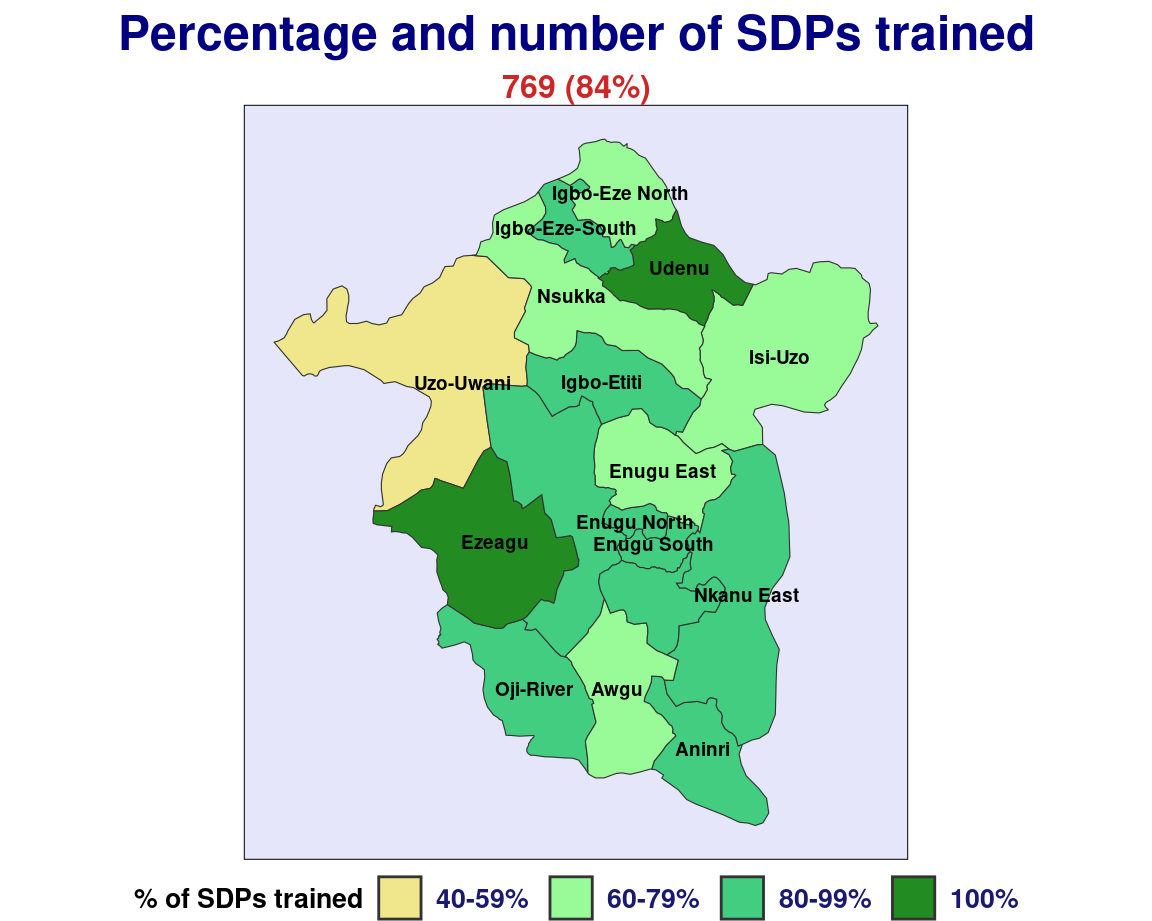 Percentage and number of SDPs trained
769 (84%)
Igbo-Eze North
Igbo-Eze-South
Udenu
Nsukka
Isi-Uzo
Igbo-Etiti
Uzo-Uwani
Enugu East
Enugu North
Ezeagu
Enugu South
Nkanu East
Oji-River
Awgu
Aninri
% of SDPs trained 40-59% 60-79% 80-99% 100%